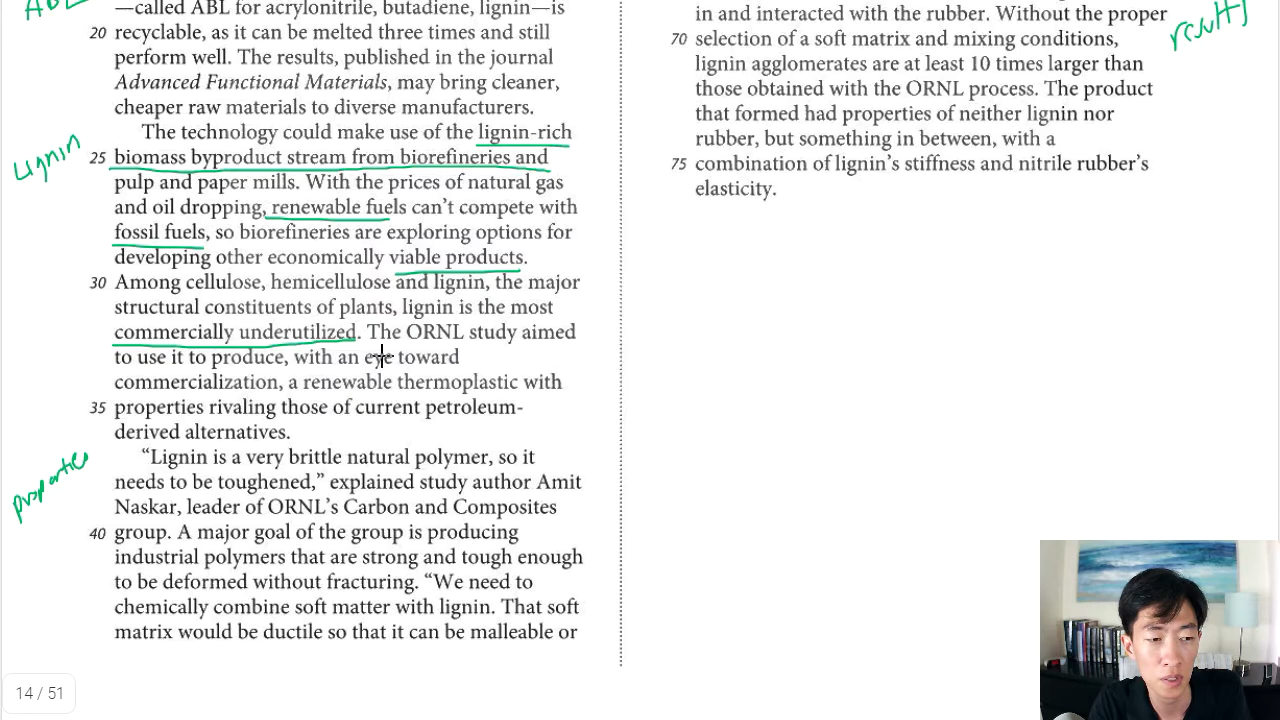 ABL
—called ABL for acrylonitrile, butadiene, lignin—is
20 recyclable, as it can be melted three times and still
perform well. The results, published in the journal
Advanced Functional Materials, may bring cleaner,
cheaper raw materials to diverse manufacturers.
The technology could make use of the lignin-rich
Lignin
25 biomass byproduct stream from biorefineries and
pulp and paper mills. With the prices of natural gas
and oil dropping, renewable fuels can’t compete with
fossil fuels, so biorefineries are exploring options for
developing other economically viable products.
30 Among cellulose, hemicellulose and lignin, the major
structural constituents of plants, lignin is the most
commercially underutilized. The ORNL study aimed
to use it to produce, with an eye toward
commercialization, a renewable thermoplastic with
35 properties rivaling those of current petroleum-
derived alternatives.
“Lignin is a very brittle natural polymer, so it
properties
needs to be toughened,” explained study author Amit
Naskar, leader of ORNL’s Carbon and Composites
40 group. A major goal of the group is producing
industrial polymers that are strong and tough enough
to be deformed without fracturing. “We need to
chemically combine soft matter with lignin. That soft
matrix would be ductile so that it can be malleable or
in and interacted with the rubber. Without the proper
results
70 selection of a soft matrix and mixing conditions,
lignin agglomerates are at least 10 times larger than
those obtained with the ORNL process. The product
that formed had properties of neither lignin nor
rubber, but something in between, with a
75 combination of lignin’s stiffness and nitrile rubber’s
elasticity.
14 / 51